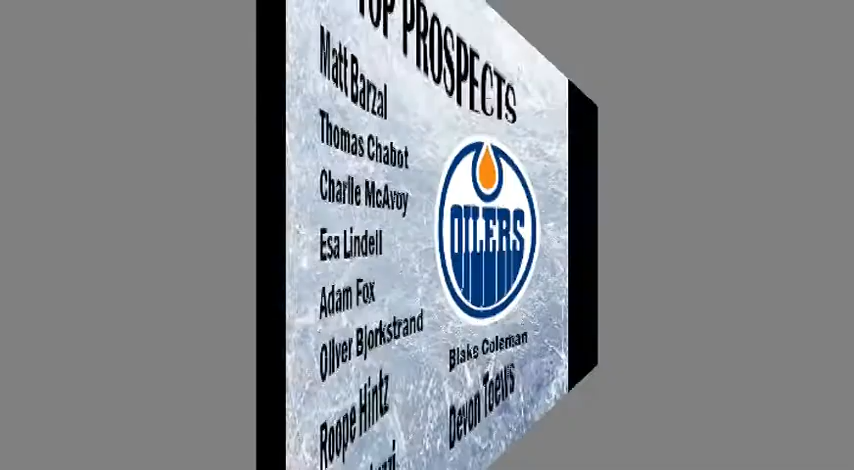 TOP PROSPECTS
Matt Barzal
Thomas Chabot
Charlie McAvoy
Esa Lindell
Adam Fox
Oliver Bjorkstrand
Roope Hintz
OILERS
Blake Coleman
Devon Toews